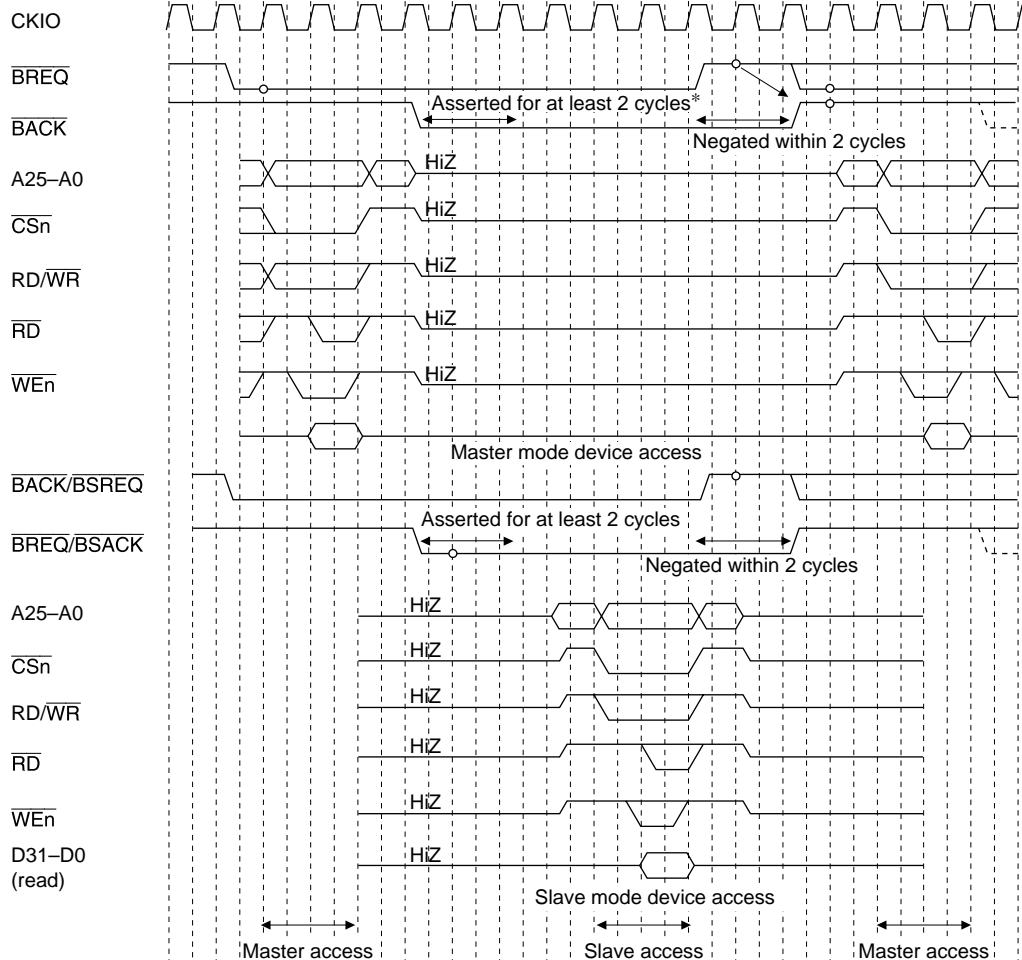 CKIO
BREQ
Asserted for at least 2 cycles*
BACK
Negated within 2 cycles
A25–A0
HiZ
CSn
HiZ
RD/WR
HiZ
RD
HiZ
WEn
HiZ
Master mode device access
BACK/BSREQ
Asserted for at least 2 cycles
BREQ/BSACK
Negated within 2 cycles
A25–A0
HiZ
CSn
HiZ
RD/WR
HiZ
RD
HiZ
WEn
HiZ
D31–D0
(read)
HiZ
Slave mode device access
Master access
Slave access
Master access